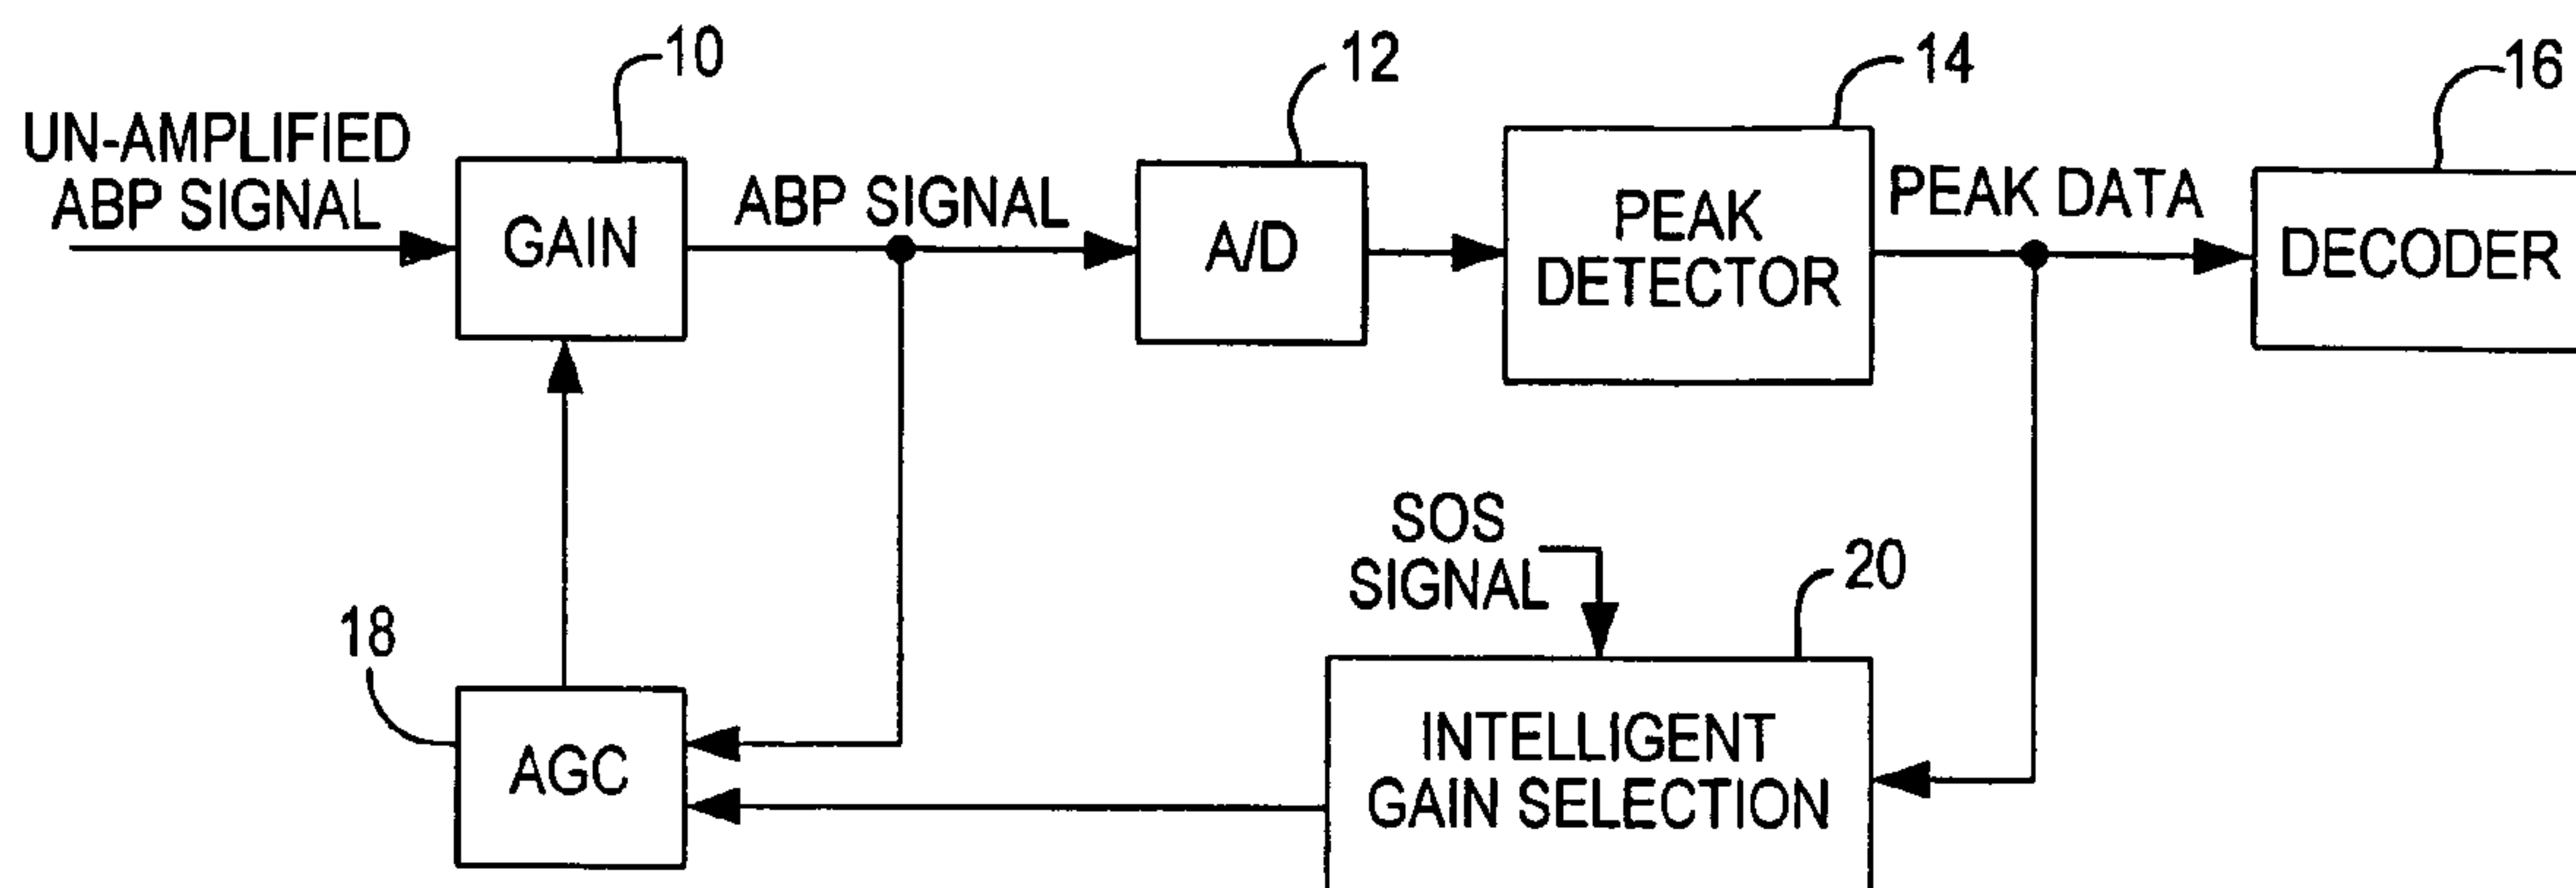 10
12
14
16
UN-AMPLIFIED
ABP SIGNAL
GAIN
ABP SIGNAL
A/D
PEAK
DETECTOR
PEAK DATA
DECODER
SOS
SIGNAL
20
18
AGC
INTELLIGENT
GAIN SELECTION